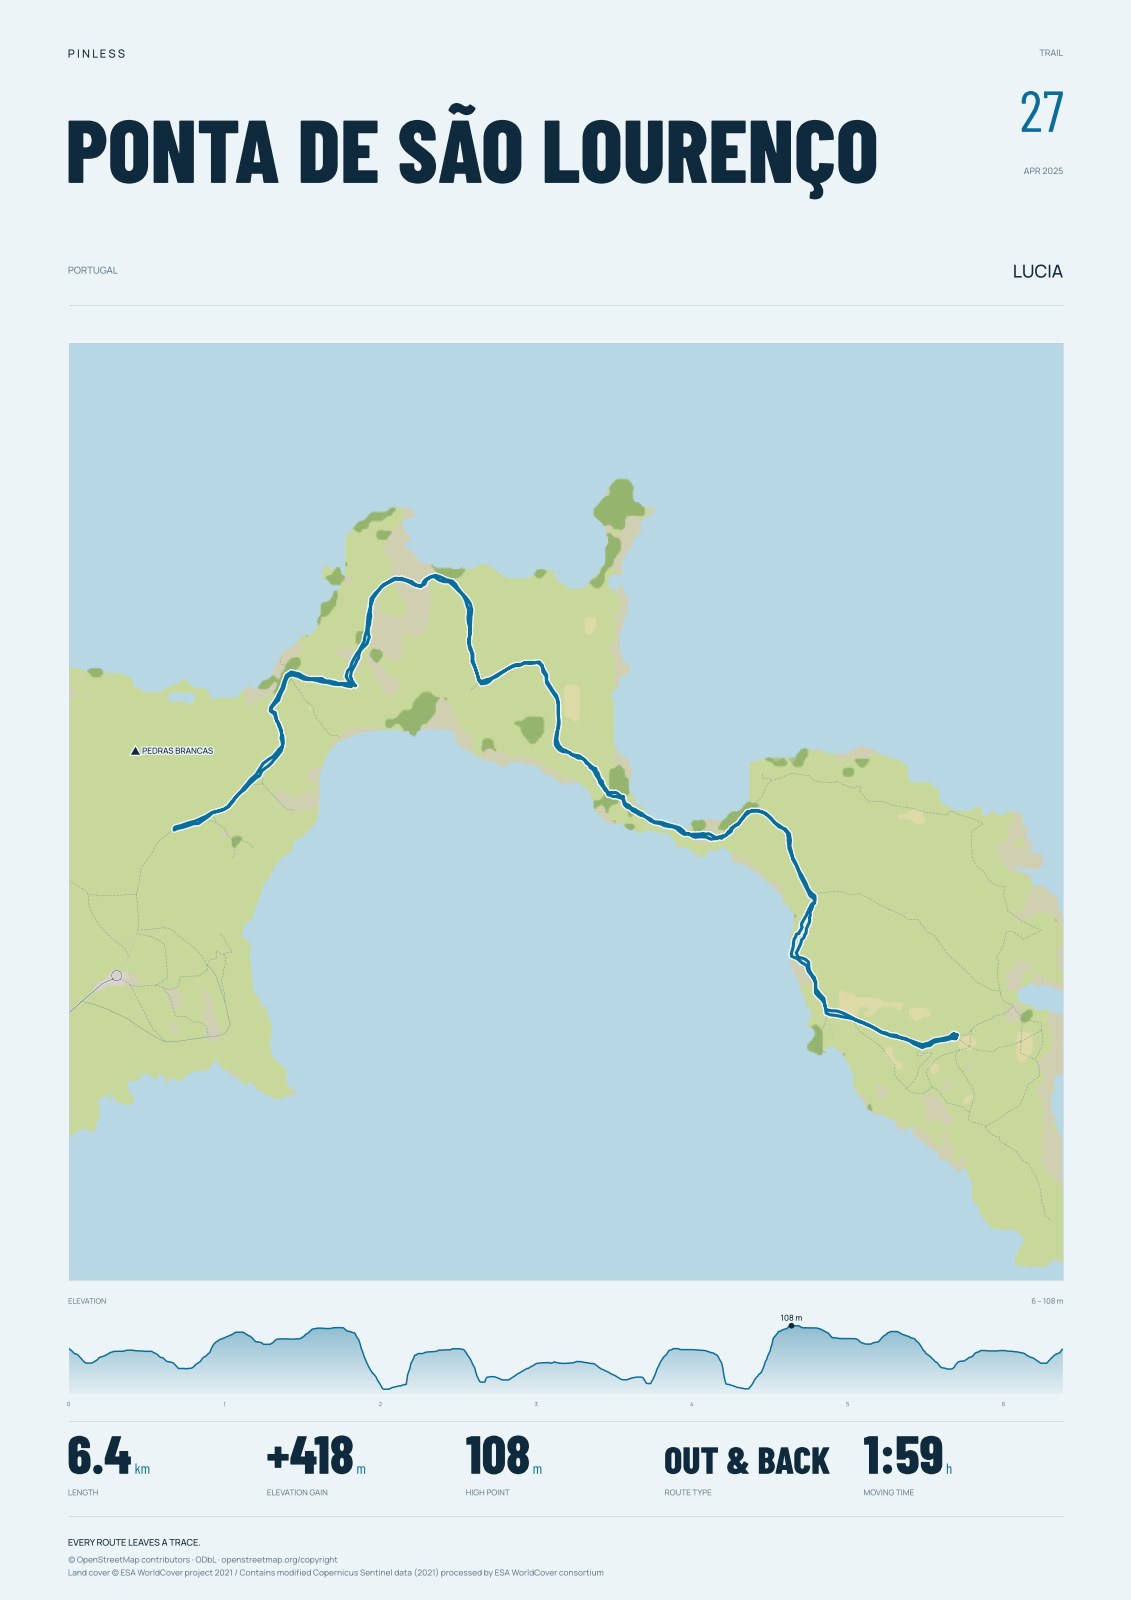 PINLESS
TRAIL
PONTA DE SÃO LOURENÇO
27
APR 2025
PORTUGAL
LUCIA
PEDRAS BRANCAS
ELEVATION
6 – 108 m
108 m
0 1 2 3 4 5 6
6.4 km
+418 m
108 m
OUT & BACK
1:59 h
LENGTH
ELEVATION GAIN
HIGH POINT
ROUTE TYPE
MOVING TIME
EVERY ROUTE LEAVES A TRACE.
© OpenStreetMap contributors · ODbL · openstreetmap.org/copyright
Land cover © ESA WorldCover project 2021 / Contains modified Copernicus Sentinel data (2021) processed by ESA WorldCover consortium